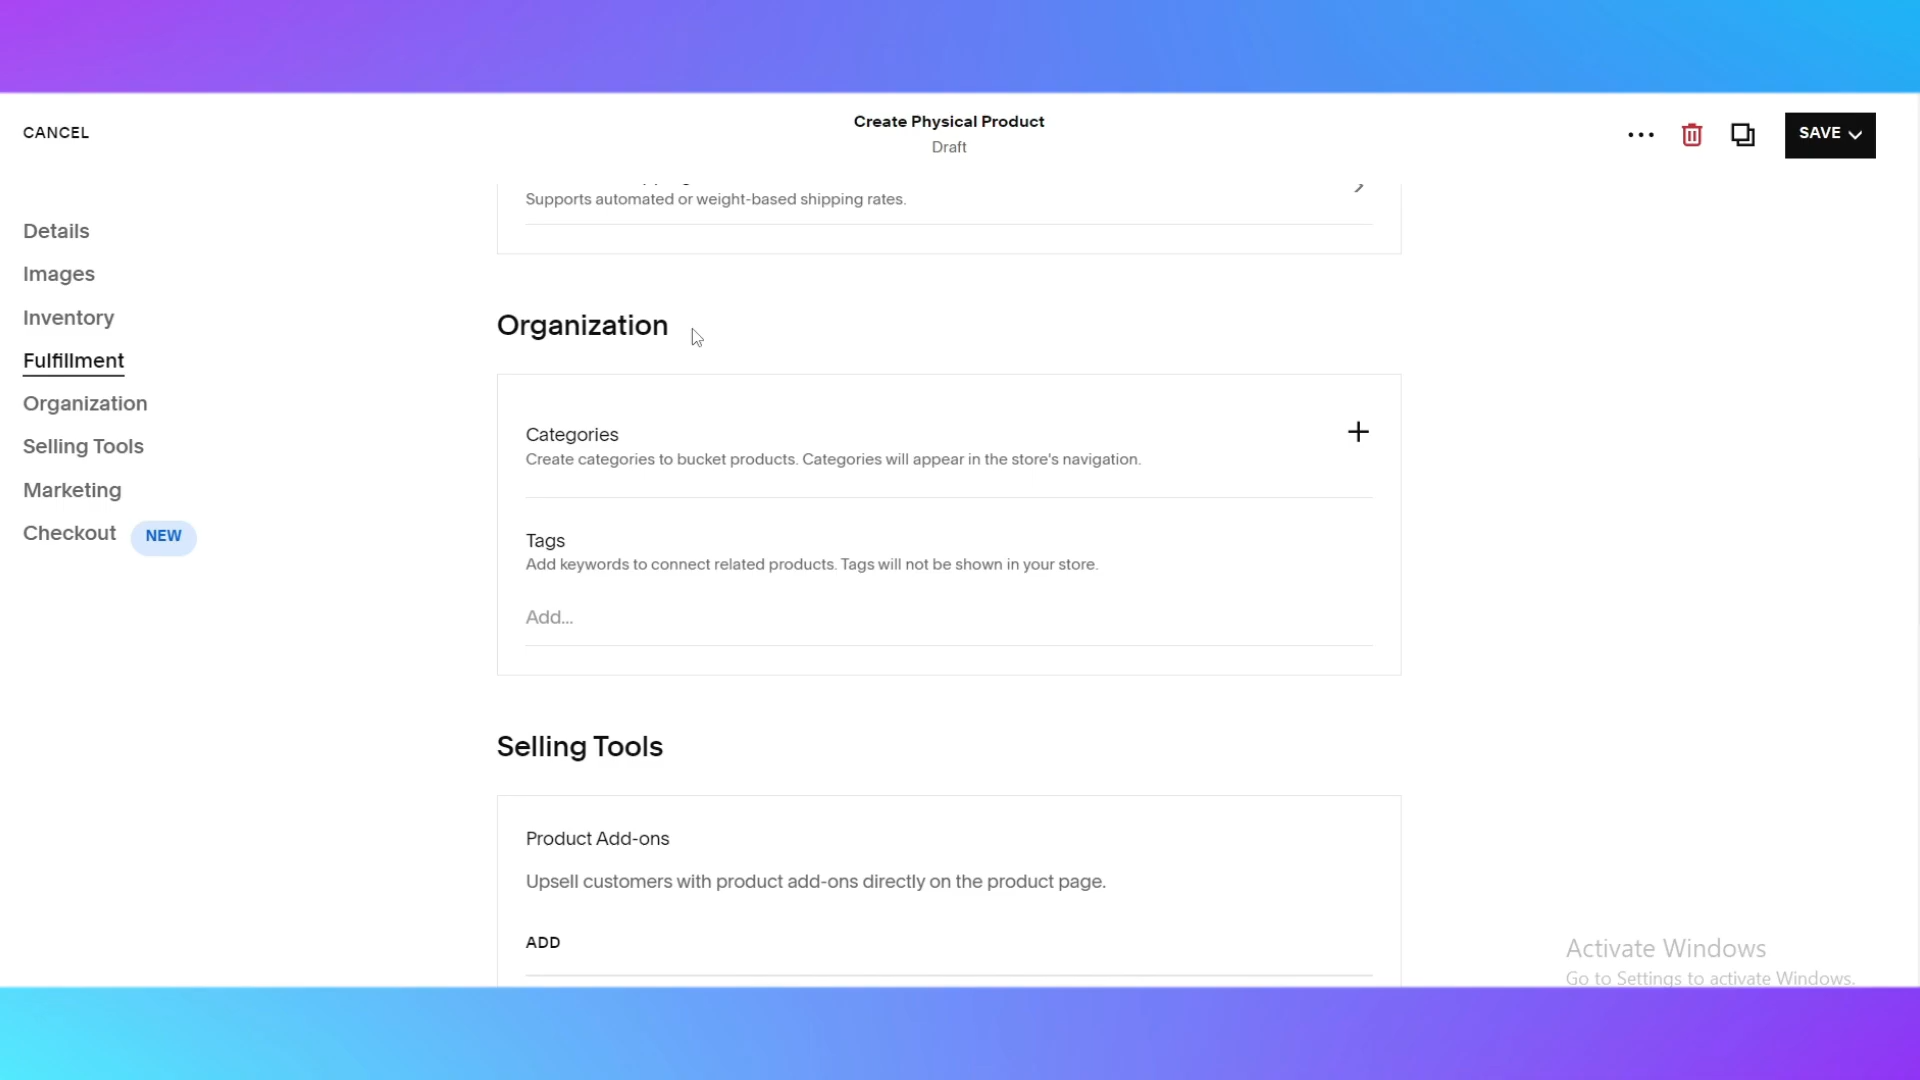 CANCEL
Create Physical Product
Draft
SAVE
Details
Images
Inventory
Fulfillment
Organization
Selling Tools
Marketing
Checkout NEW
Supports automated or weight-based shipping rates.
Organization
Categories
Create categories to bucket products. Categories will appear in the store's navigation.
Tags
Add keywords to connect related products. Tags will not be shown in your store.
Add...
Selling Tools
Product Add-ons
Upsell customers with product add-ons directly on the product page.
ADD
Activate Windows
Go to Settings to activate Windows.